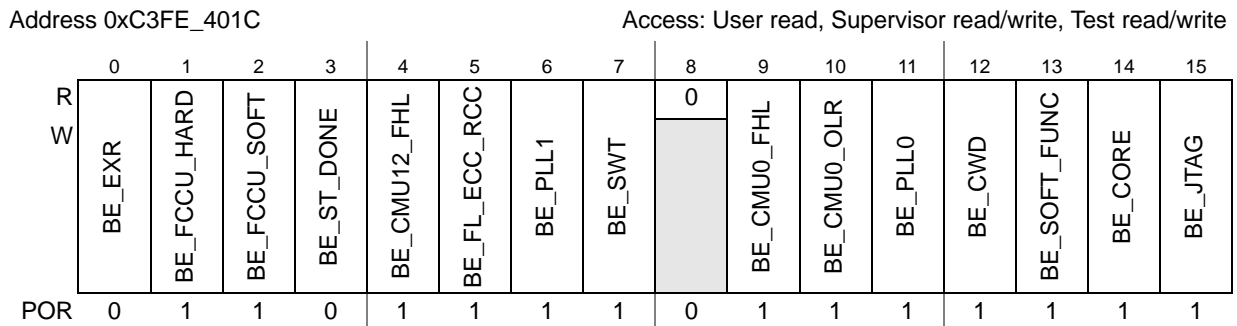 Address 0xC3FE_401C Access: User read, Supervisor read/write, Test read/write
0 1 2 3 4 5 6 7 8 9 10 11 12 13 14 15
R 0
W BE_EXR BE_FCCU_HARD BE_FCCU_SOFT BE_ST_DONE BE_CMU12_FHL BE_FL_ECC_RCC BE_PLL1 BE_SWT BE_CMU0_FHL BE_CMU0_OLR BE_PLL0 BE_CWD BE_SOFT_FUNC BE_CORE BE_JTAG
POR 0 1 1 0 1 1 1 1 0 1 1 1 1 1 1 1